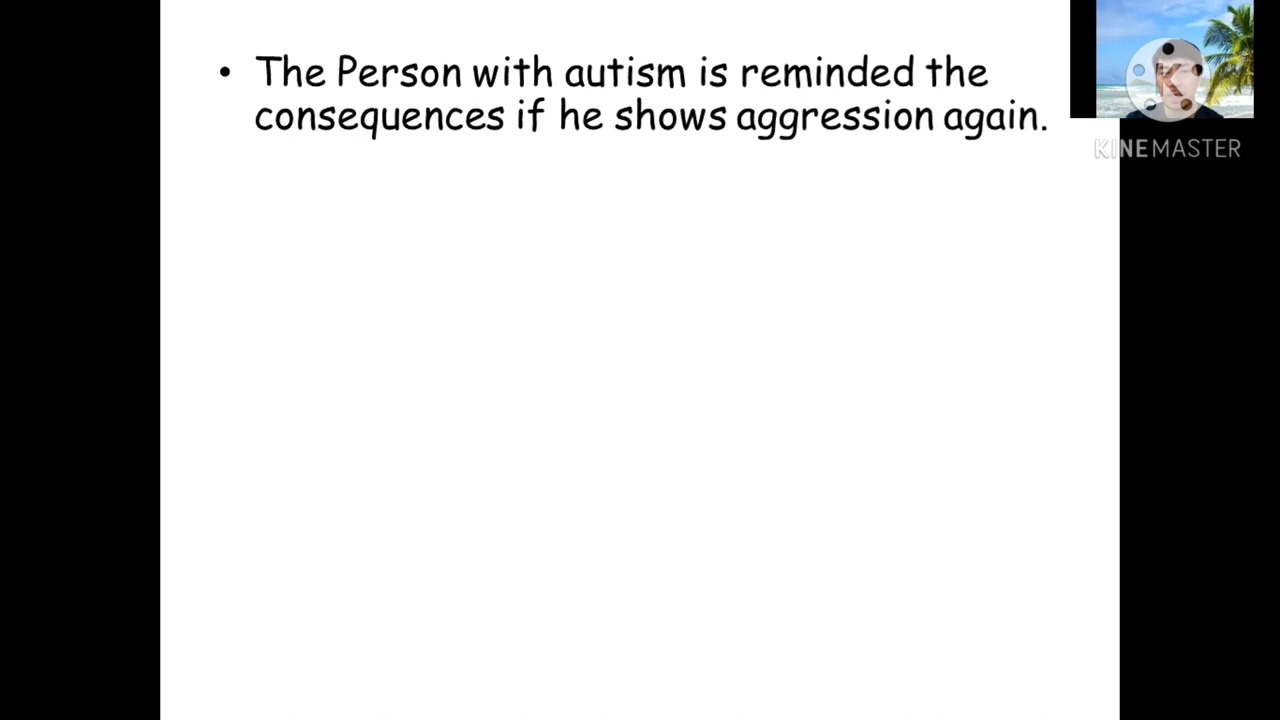 • The Person with autism is reminded the
consequences if he shows aggression again.
KINEMASTER